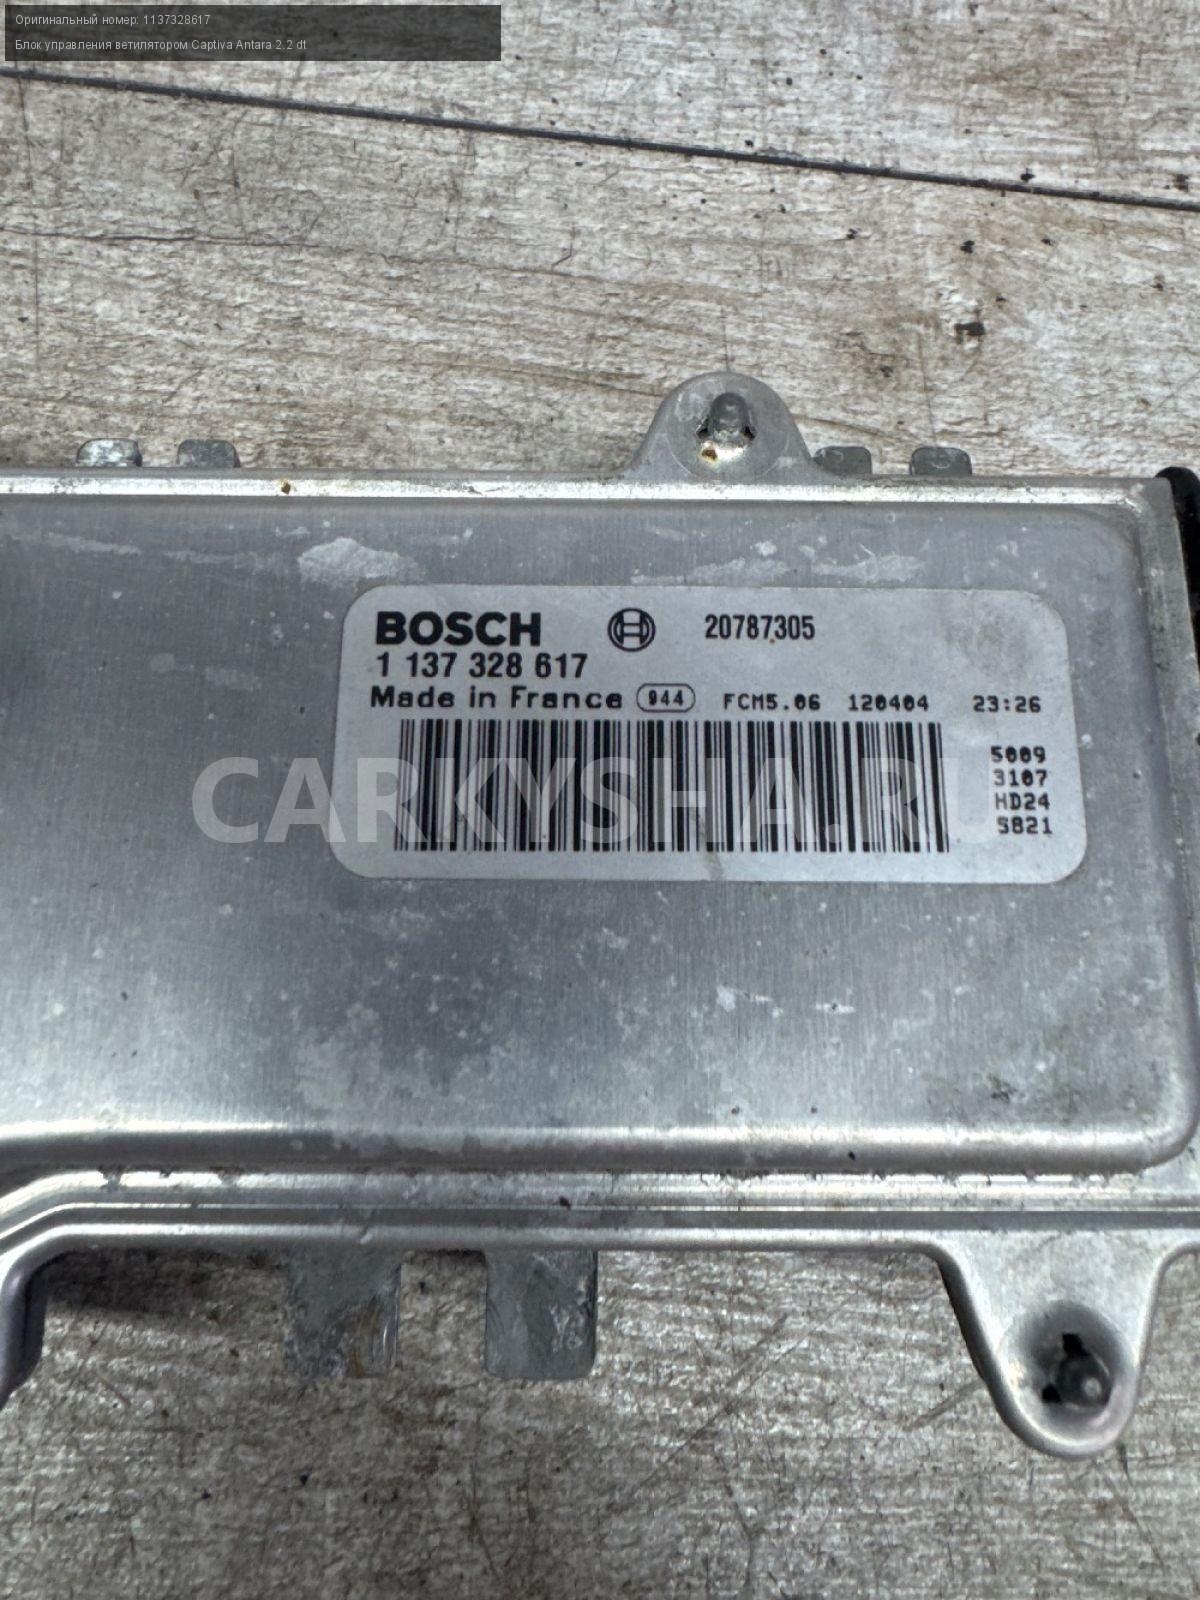 Оригинальный номер: 1137328617
Блок управления ветилятором Captiva Antara 2.2 dt
BOSCH 20787305
1 137 328 617
Made in France 944 FCM5.06 120404 23:26
5009
3107
HD24
5821
CARKYSHA.RU